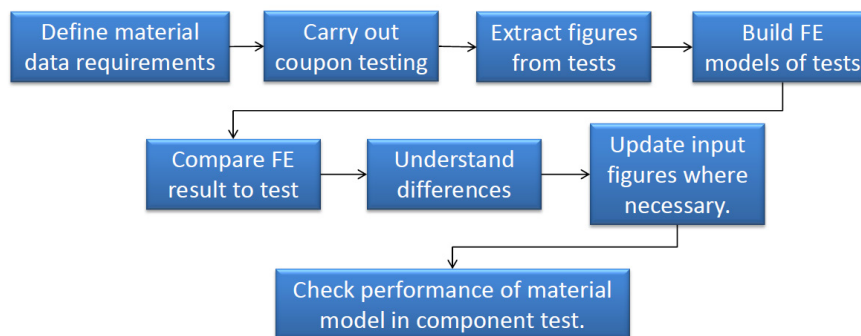 Define material
data requirements
Carry out
coupon testing
Extract figures
from tests
Build FE
models of tests
Compare FE
result to test
Understand
differences
Update input
figures where
necessary.
Check performance of material
model in component test.